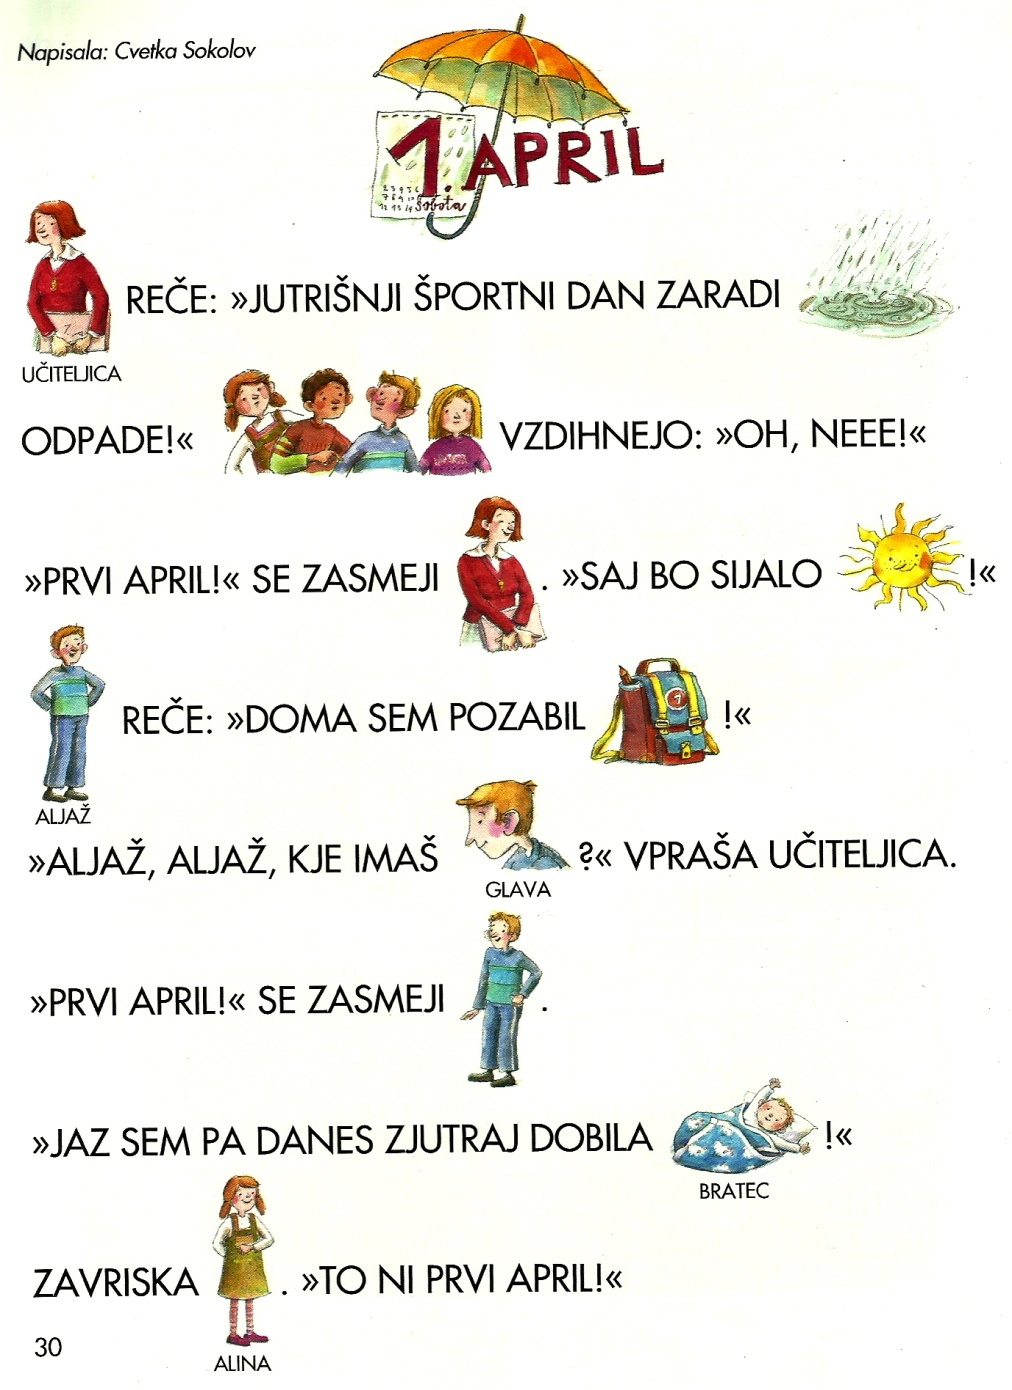 Napisala: Cvetka Sokolov
1. APRIL
sobota
REČE: »JUTRIŠNJI ŠPORTNI DAN ZARADI
UČITELJICA
ODPADE!« VZDIHNEJO: »OH, NEEE!«
»PRVI APRIL!« SE ZASMEJI . »SAJ BO SIJALO !«
REČE: »DOMA SEM POZABIL !«
ALJAŽ
»ALJAŽ, ALJAŽ, KJE IMAŠ ?« VPRAŠA UČITELJICA.
GLAVA
»PRVI APRIL!« SE ZASMEJI .
»JAZ SEM PA DANES ZJUTRAJ DOBILA !«
BRATEC
ZAVRISKA . »TO NI PRVI APRIL!«
30
ALINA